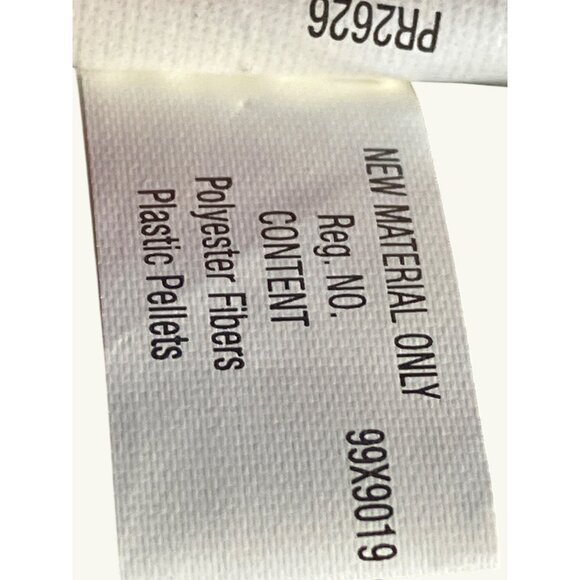 PR2626
NEW MATERIAL ONLY
Reg. NO. 99X9019
CONTENT
Polyester Fibers
Plastic Pellets